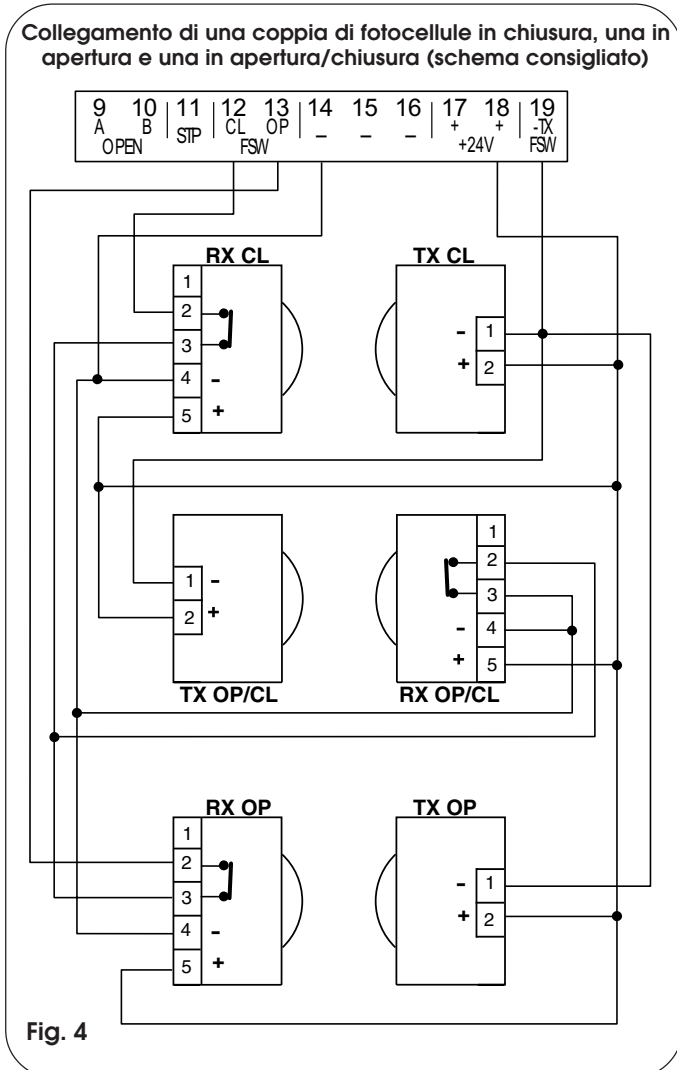 Collegamento di una coppia di fotocellule in chiusura, una in
apertura e una in apertura/chiusura (schema consigliato)
9 10 11 12 13 14 15 16 17 18 19
A B STP CL OP – – – + + -TX
OPEN FSW +24V FSW
RX CL TX CL
1
2
3
4 -
5 +
- 1
+ 2
1 -
2 +
1
2
3
- 4
+ 5
TX OP/CL RX OP/CL
RX OP TX OP
1
2
3
4 -
5 +
- 1
+ 2
Fig. 4